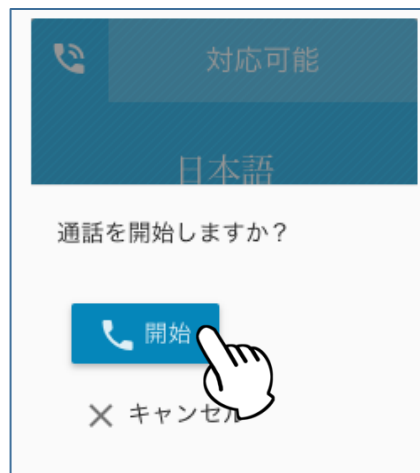 対応可能
日本語
通話を開始しますか？
開始
キャンセル